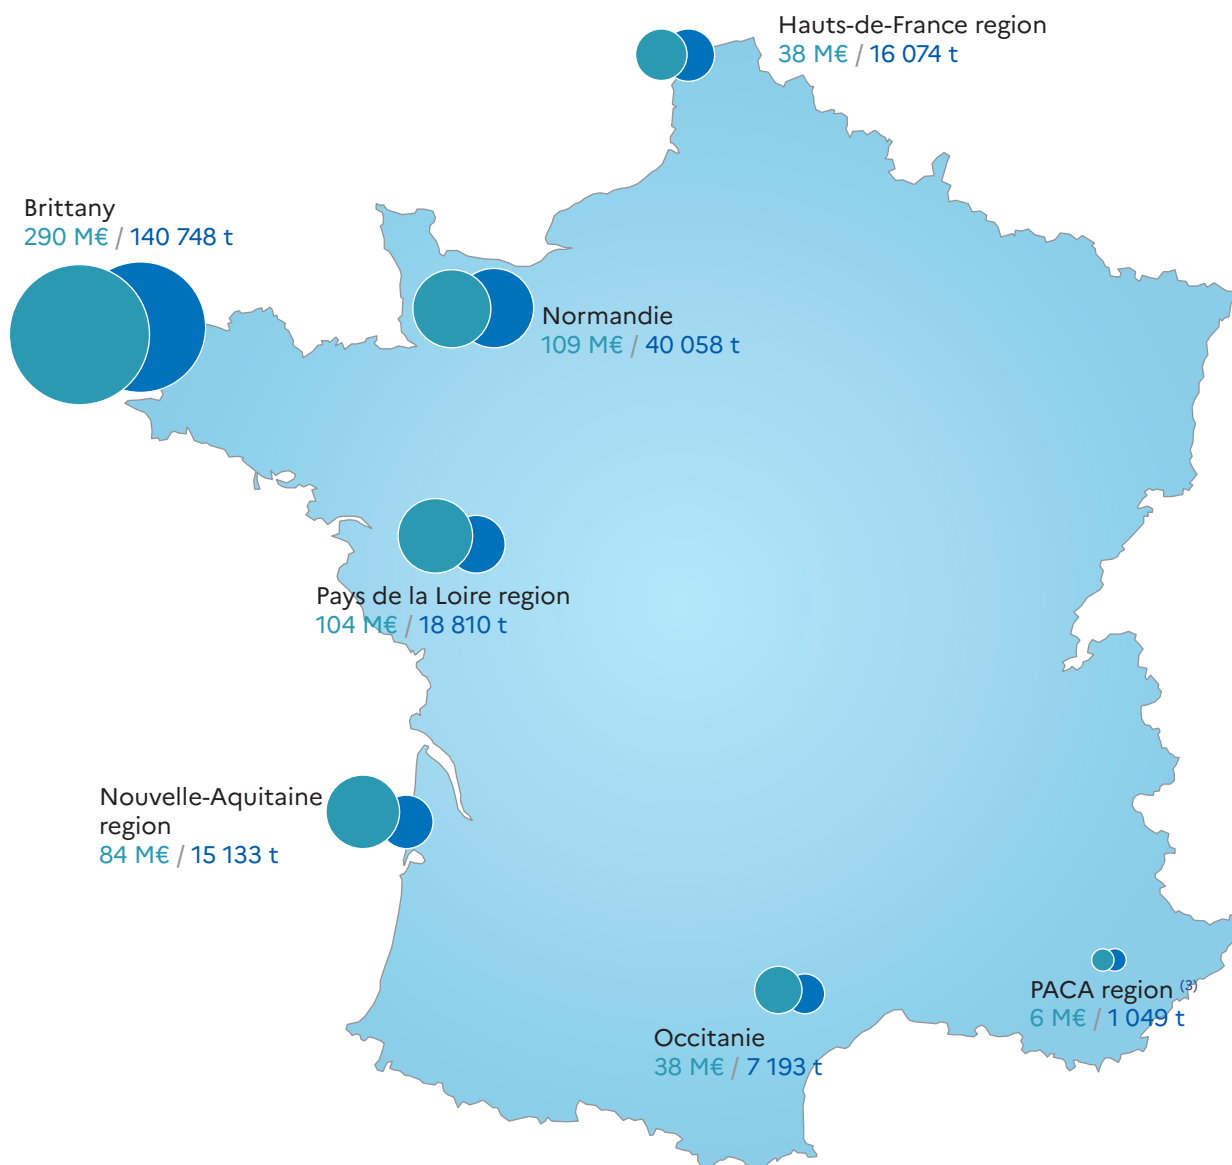 Hauts-de-France region
38 M€ / 16 074 t
Brittany
290 M€ / 140 748 t
Normandie
109 M€ / 40 058 t
Pays de la Loire region
104 M€ / 18 810 t
Nouvelle-Aquitaine
region
84 M€ / 15 133 t
PACA region (3)
6 M€ / 1 049 t
Occitanie
38 M€ / 7 193 t